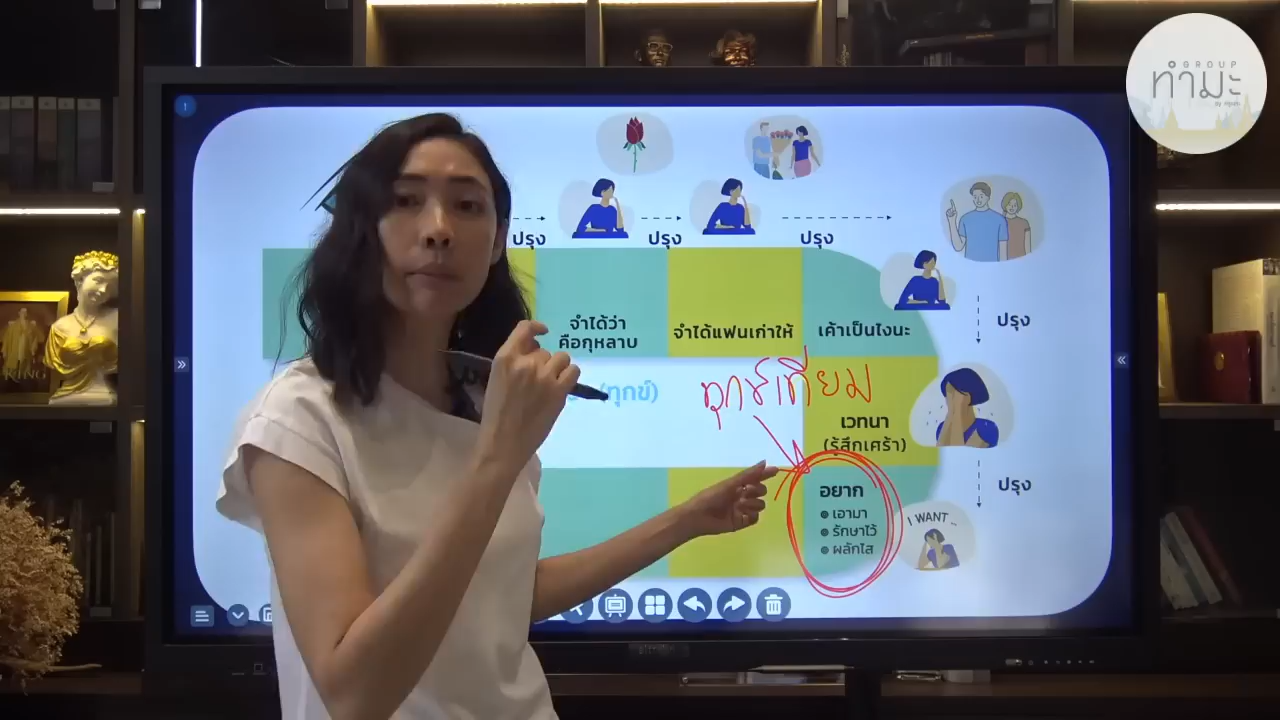 GROUP
ทำมะ
ปรุง
ปรุง
ปรุง
จำได้ว่า
คือกุหลาบ
จำได้แฟนเก่าให้
เค้าเป็นไงนะ
ปรุง
(ทุกข์)
ทุกข์เทียม
เวทนา
(รู้สึกเศร้า)
ปรุง
อยาก
เอามา
รักษาไว้
ผลักไส
I WANT ..